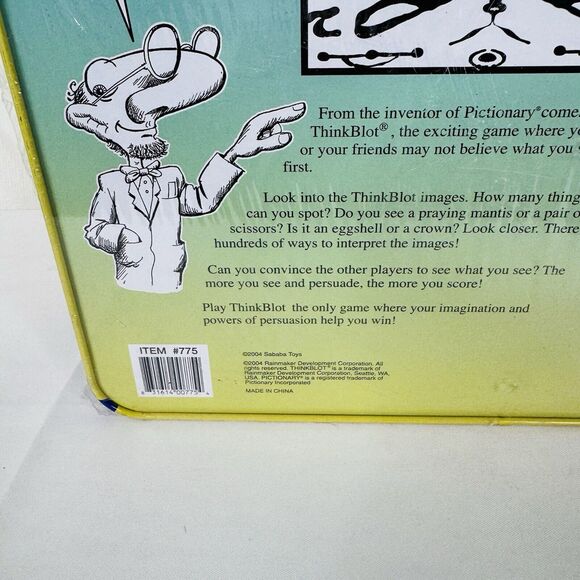 From the inventor of Pictionary® come
ThinkBlot®, the exciting game where y
or your friends may not believe what you
first.
Look into the ThinkBlot images. How many thing
can you spot? Do you see a praying mantis or a pair o
scissors? Is it an eggshell or a crown? Look closer. There
hundreds of ways to interpret the images!
Can you convince the other players to see what you see? The
more you see and persuade, the more you score!
Play ThinkBlot the only game where your imagination and
powers of persuasion help you win!
ITEM #775
8 31614 00775 4
©2004 Sababa Toys
©2004 Rainmaker Development Corporation. All
rights reserved. THINKBLOT® is a trademark of
Rainmaker Development Corporation, Seattle, WA,
USA. PICTIONARY® is a registered trademark of
Pictionary Incorporated
MADE IN CHINA